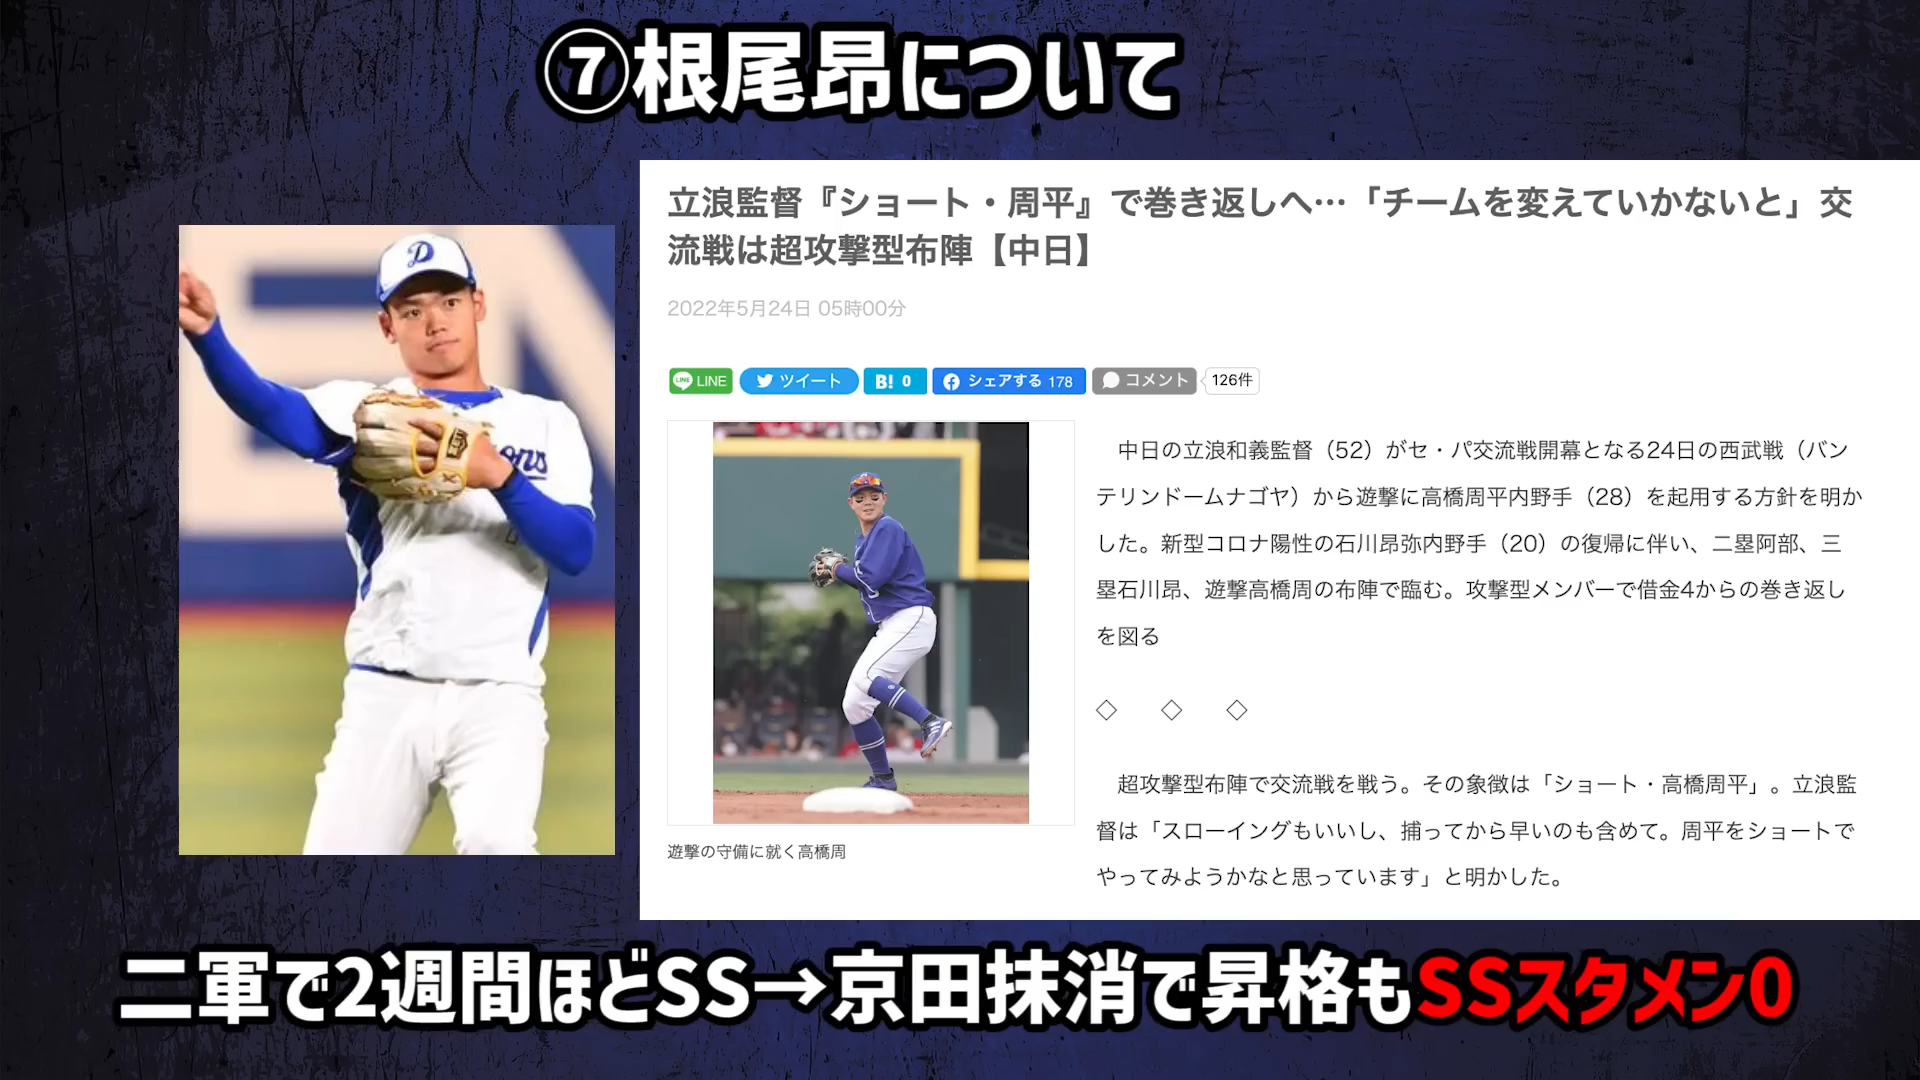 ⑦根尾昂について
立浪監督『ショート・周平』で巻き返しへ…「チームを変えていかないと」交
流戦は超攻撃型布陣【中日】
2022年5月24日 05時00分
LINE ツイート B! 0 シェアする 178 コメント 126件
中日の立浪和義監督（52）がセ・パ交流戦開幕となる24日の西武戦（バン
テリンドームナゴヤ）から遊撃に高橋周平内野手（28）を起用する方針を明か
した。新型コロナ陽性の石川昂弥内野手（20）の復帰に伴い、二塁阿部、三
塁石川昂、遊撃高橋周の布陣で臨む。攻撃型メンバーで借金4からの巻き返し
を図る
◇　◇　◇
超攻撃型布陣で交流戦を戦う。その象徴は「ショート・高橋周平」。立浪監
督は「スローイングもいいし、捕ってから早いのも含めて。周平をショートで
やってみようかなと思っています」と明かした。
遊撃の守備に就く高橋周
二軍で2週間ほどSS→京田抹消で昇格もSSスタメン0